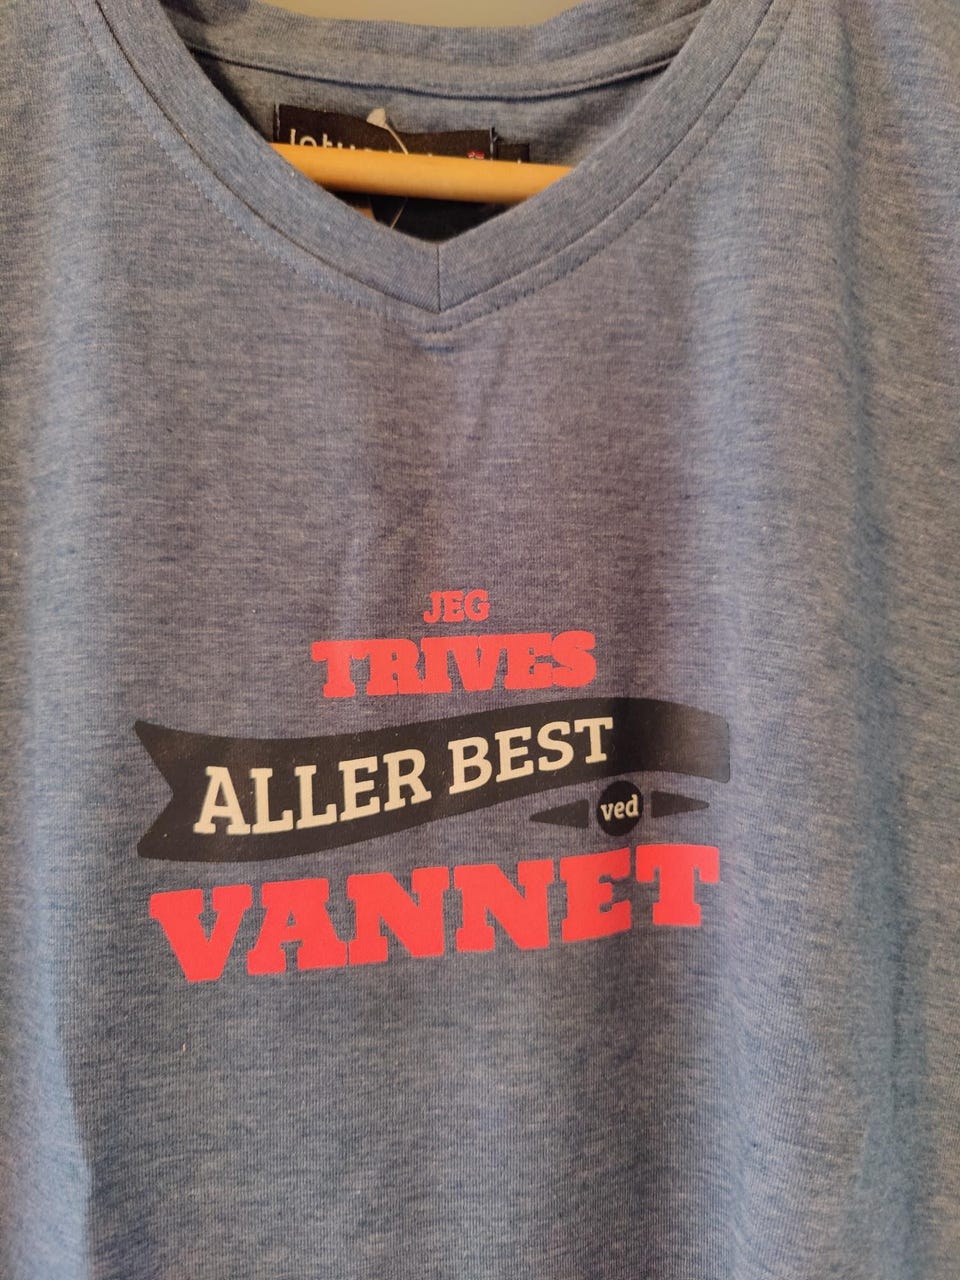 JEG
TRIVES
ALLER BEST
ved
VANNET